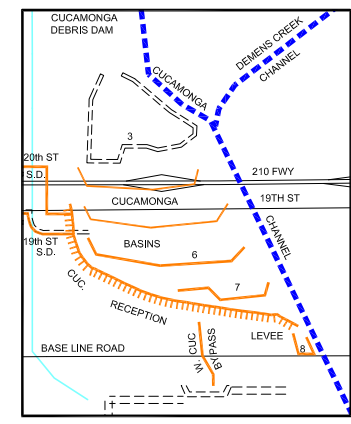 CUCAMONGA
DEBRIS DAM
DEMENS CREEK
CHANNEL
CUCAMONGA
3
20th ST
S.D.
210 FWY
CUCAMONGA
19TH ST
CHANNEL
19th ST
S.D.
BASINS
6
CUC.
7
RECEPTION
LEVEE
8
BASE LINE ROAD
W. CUC
BYPASS